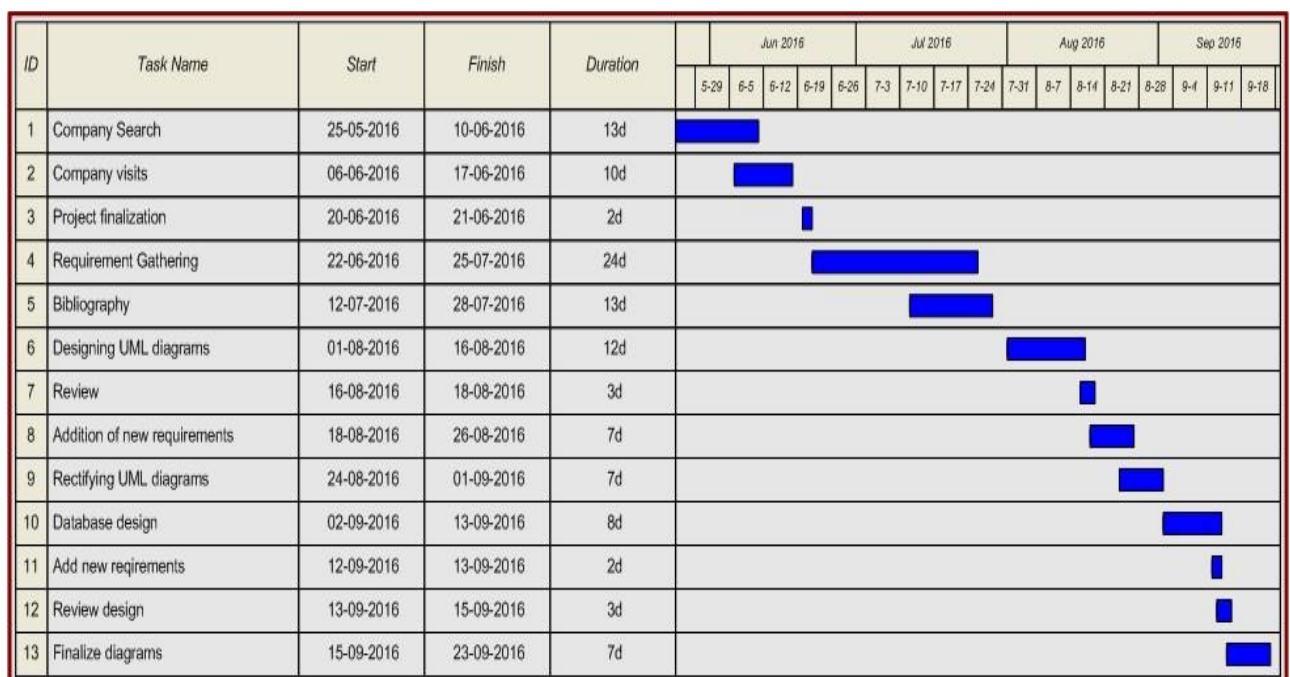 ID Task Name Start Finish Duration Jun 2016 Jul 2016 Aug 2016 Sep 2016
5-29 6-5 6-12 6-19 6-26 7-3 7-10 7-17 7-24 7-31 8-7 8-14 8-21 8-28 9-4 9-11 9-18
1 Company Search 25-05-2016 10-06-2016 13d
2 Company visits 06-06-2016 17-06-2016 10d
3 Project finalization 20-06-2016 21-06-2016 2d
4 Requirement Gathering 22-06-2016 25-07-2016 24d
5 Bibliography 12-07-2016 28-07-2016 13d
6 Designing UML diagrams 01-08-2016 16-08-2016 12d
7 Review 16-08-2016 18-08-2016 3d
8 Addition of new requirements 18-08-2016 26-08-2016 7d
9 Rectifying UML diagrams 24-08-2016 01-09-2016 7d
10 Database design 02-09-2016 13-09-2016 8d
11 Add new reqirements 12-09-2016 13-09-2016 2d
12 Review design 13-09-2016 15-09-2016 3d
13 Finalize diagrams 15-09-2016 23-09-2016 7d